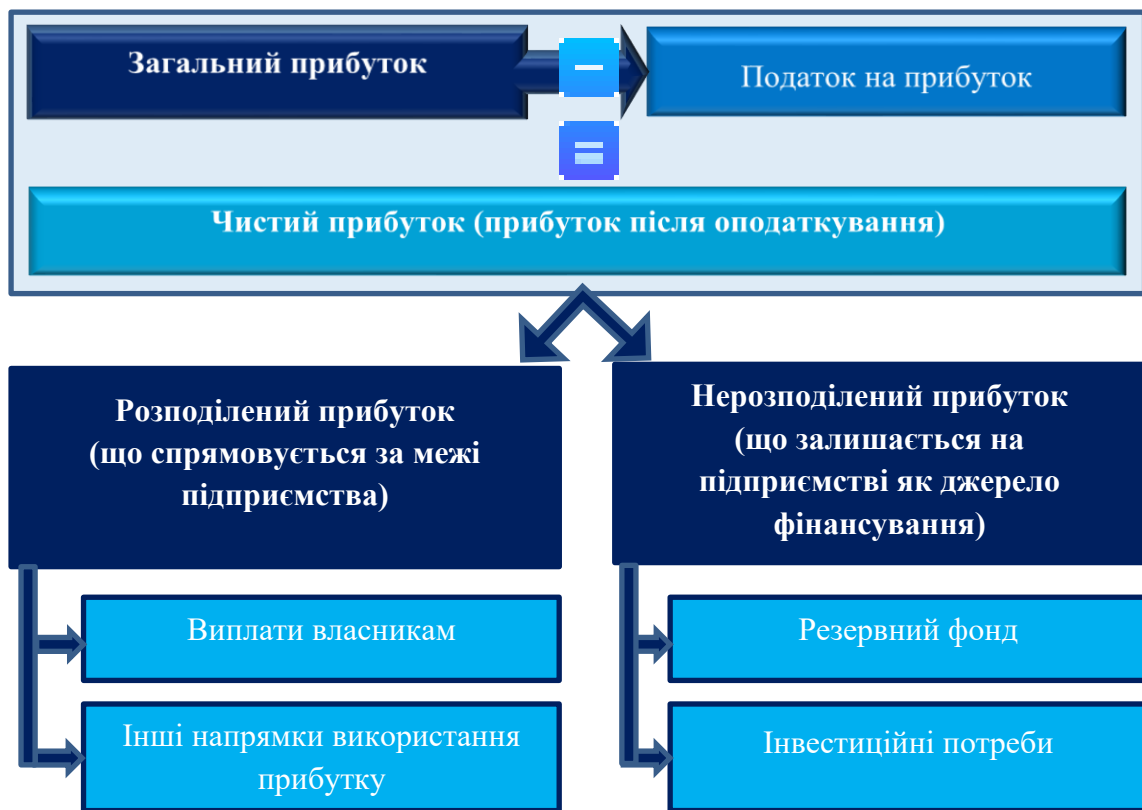 Загальний прибуток
–
Податок на прибуток
=
Чистий прибуток (прибуток після оподаткування)
Розподілений прибуток
(що спрямовується за межі
підприємства)
Нерозподілений прибуток
(що залишається на
підприємстві як джерело
фінансування)
Виплати власникам
Резервний фонд
Інші напрямки використання
прибутку
Інвестиційні потреби